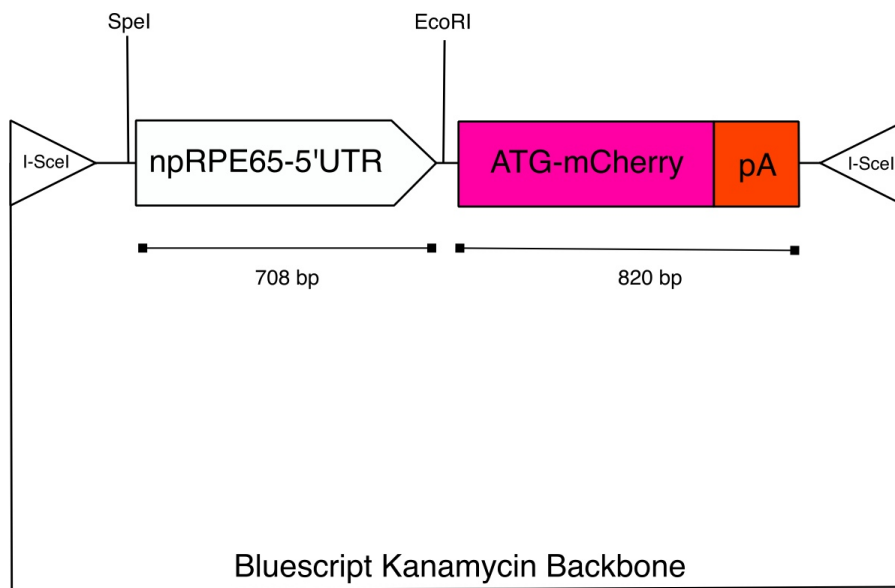 SpeI
EcoRI
I-SceI
npRPE65-5'UTR
ATG-mCherry
pA
I-SceI
708 bp
820 bp
Bluescript Kanamycin Backbone